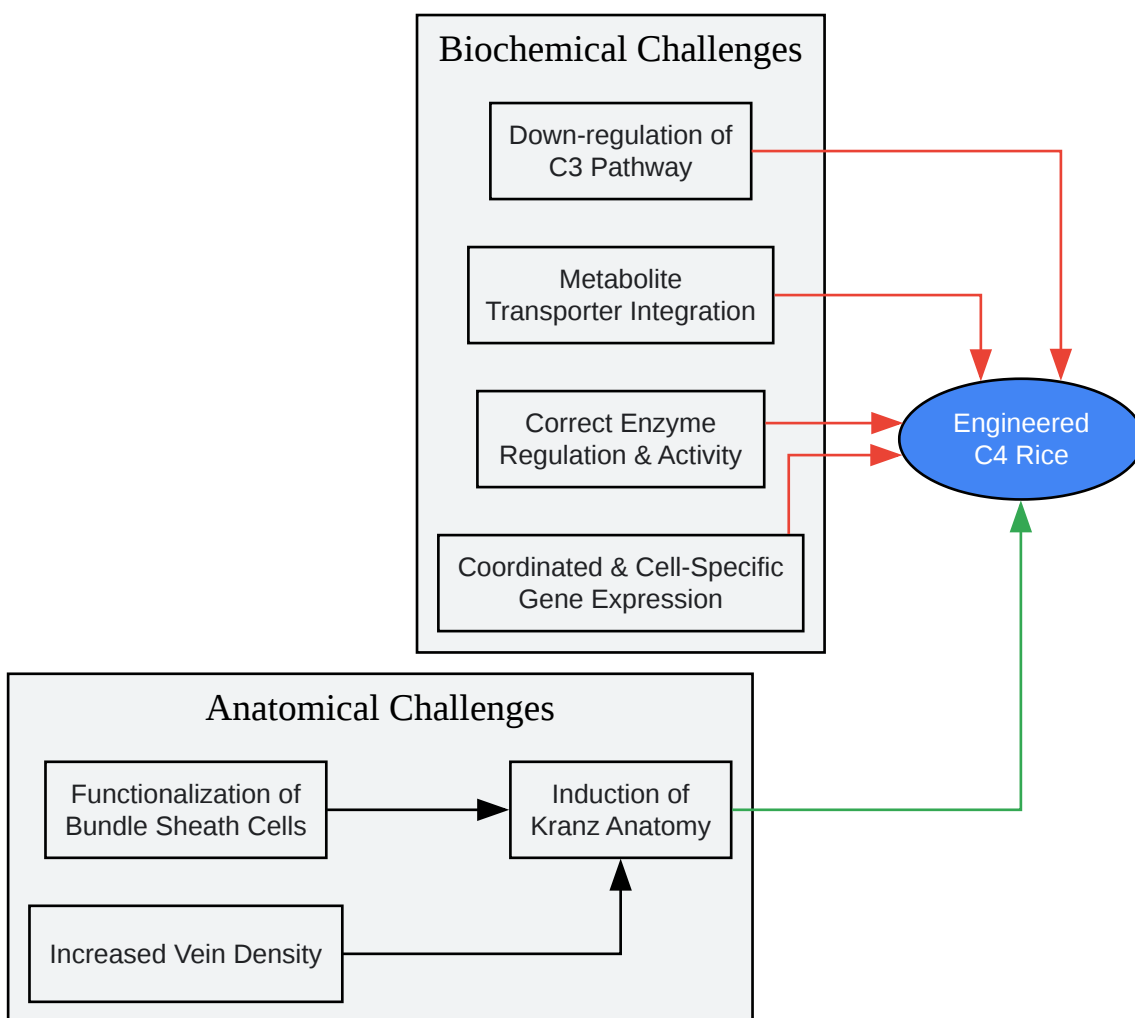 Biochemical Challenges
Down-regulation of
C3 Pathway
Metabolite
Transporter Integration
Correct Enzyme
Regulation & Activity
Coordinated & Cell-Specific
Gene Expression
Engineered
C4 Rice
Anatomical Challenges
Functionalization of
Bundle Sheath Cells
Induction of
Kranz Anatomy
Increased Vein Density